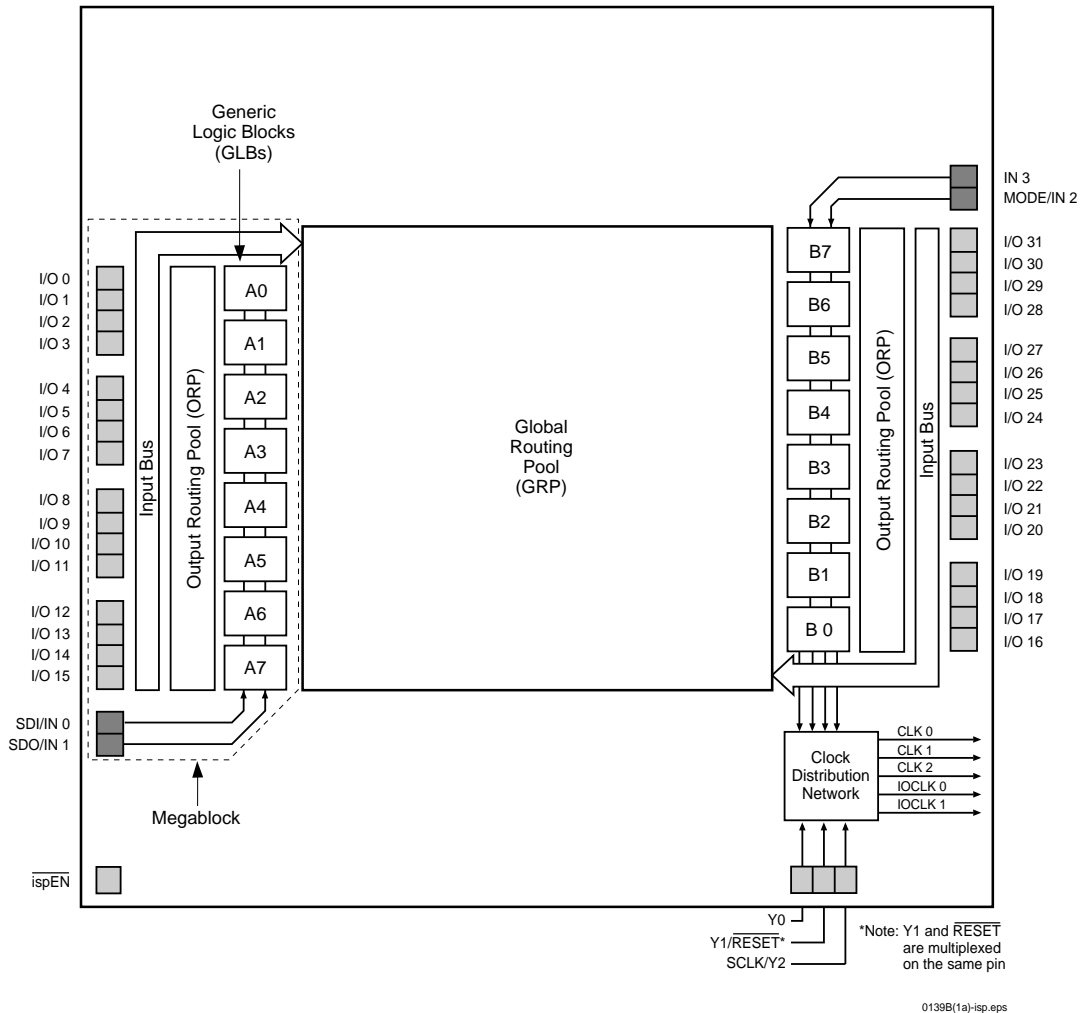 Generic
Logic Blocks
(GLBs)
IN 3
MODE/IN 2
I/O 0
I/O 1
I/O 2
I/O 3
I/O 4
I/O 5
I/O 6
I/O 7
I/O 8
I/O 9
I/O 10
I/O 11
I/O 12
I/O 13
I/O 14
I/O 15
SDI/IN 0
SDO/IN 1
Input Bus
Output Routing Pool (ORP)
A0
A1
A2
A3
A4
A5
A6
A7
Megablock
ispEN
Global
Routing
Pool
(GRP)
B7
B6
B5
B4
B3
B2
B1
B 0
Output Routing Pool (ORP)
Input Bus
I/O 31
I/O 30
I/O 29
I/O 28
I/O 27
I/O 26
I/O 25
I/O 24
I/O 23
I/O 22
I/O 21
I/O 20
I/O 19
I/O 18
I/O 17
I/O 16
Clock
Distribution
Network
CLK 0
CLK 1
CLK 2
IOCLK 0
IOCLK 1
Y0
Y1/RESET*
SCLK/Y2
*Note: Y1 and RESET
are multiplexed
on the same pin
0139B(1a)-isp.eps